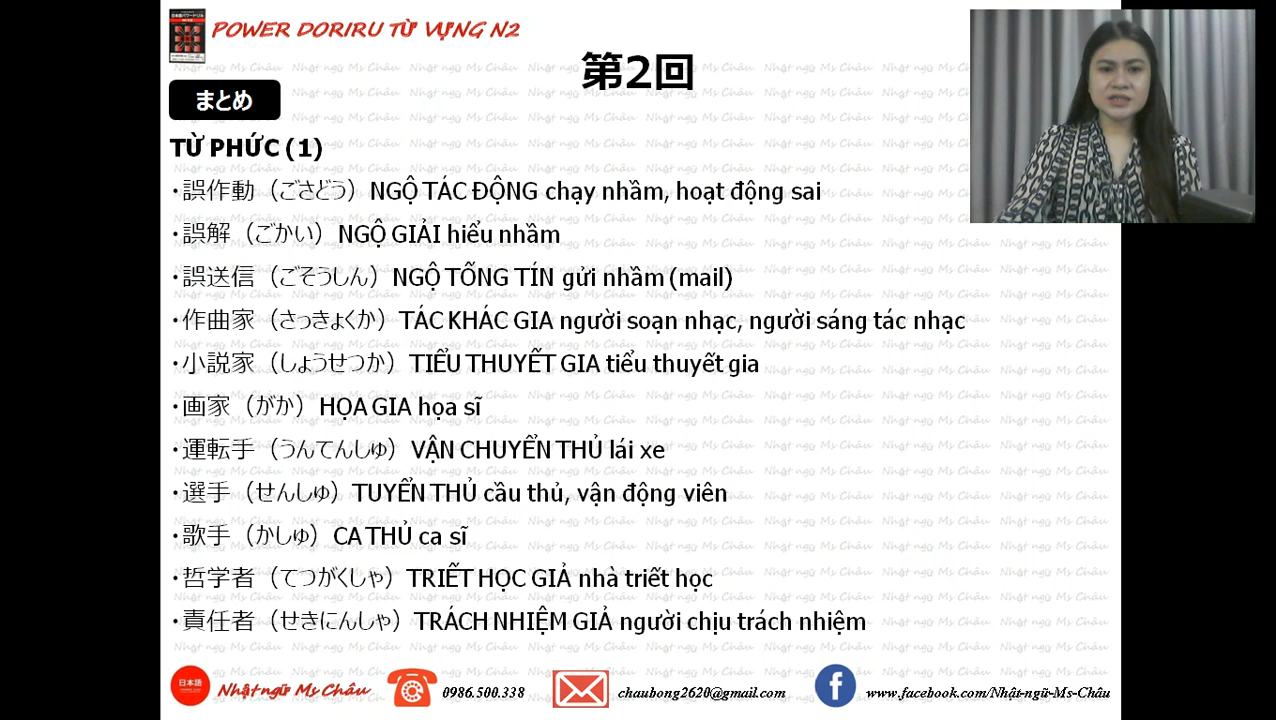 POWER DORIRU TỪ VỰNG N2
第2回
まとめ
TỪ PHỨC (1)
・誤作動（ごさどう）NGỘ TÁC ĐỘNG chạy nhầm, hoạt động sai
・誤解（ごかい）NGỘ GIẢI hiểu nhầm
・誤送信（ごそうしん）NGỘ TỐNG TÍN gửi nhầm (mail)
・作曲家（さっきょくか）TÁC KHÁC GIA người soạn nhạc, người sáng tác nhạc
・小説家（しょうせつか）TIỂU THUYẾT GIA tiểu thuyết gia
・画家（がか）HỌA GIA họa sĩ
・運転手（うんてんしゅ）VẬN CHUYỂN THỦ lái xe
・選手（せんしゅ）TUYỂN THỦ cầu thủ, vận động viên
・歌手（かしゅ）CA THỦ ca sĩ
・哲学者（てつがくしゃ）TRIẾT HỌC GIẢ nhà triết học
・責任者（せきにんしゃ）TRÁCH NHIỆM GIẢ người chịu trách nhiệm
日本語 Nhật ngữ Ms Châu 0986.500.338 chaubong2620@gmail.com www.facebook.com/Nhật-ngữ-Ms-Châu